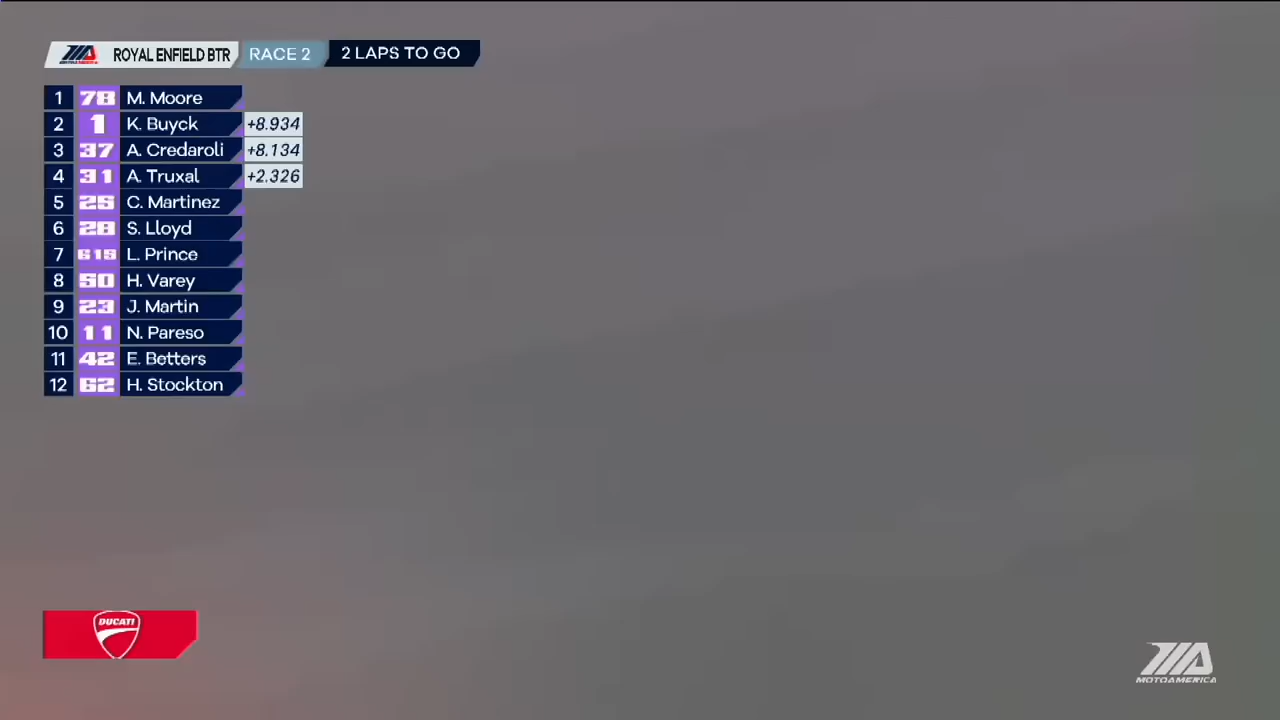 ROYAL ENFIELD BTR RACE 2 2 LAPS TO GO
1 78 M. Moore
2 1 K. Buyck +8.934
3 37 A. Credaroli +8.134
4 31 A. Truxal +2.326
5 25 C. Martinez
6 28 S. Lloyd
7 615 L. Prince
8 50 H. Varey
9 23 J. Martin
10 11 N. Pareso
11 42 E. Betters
12 62 H. Stockton
DUCATI
MOTOAMERICA